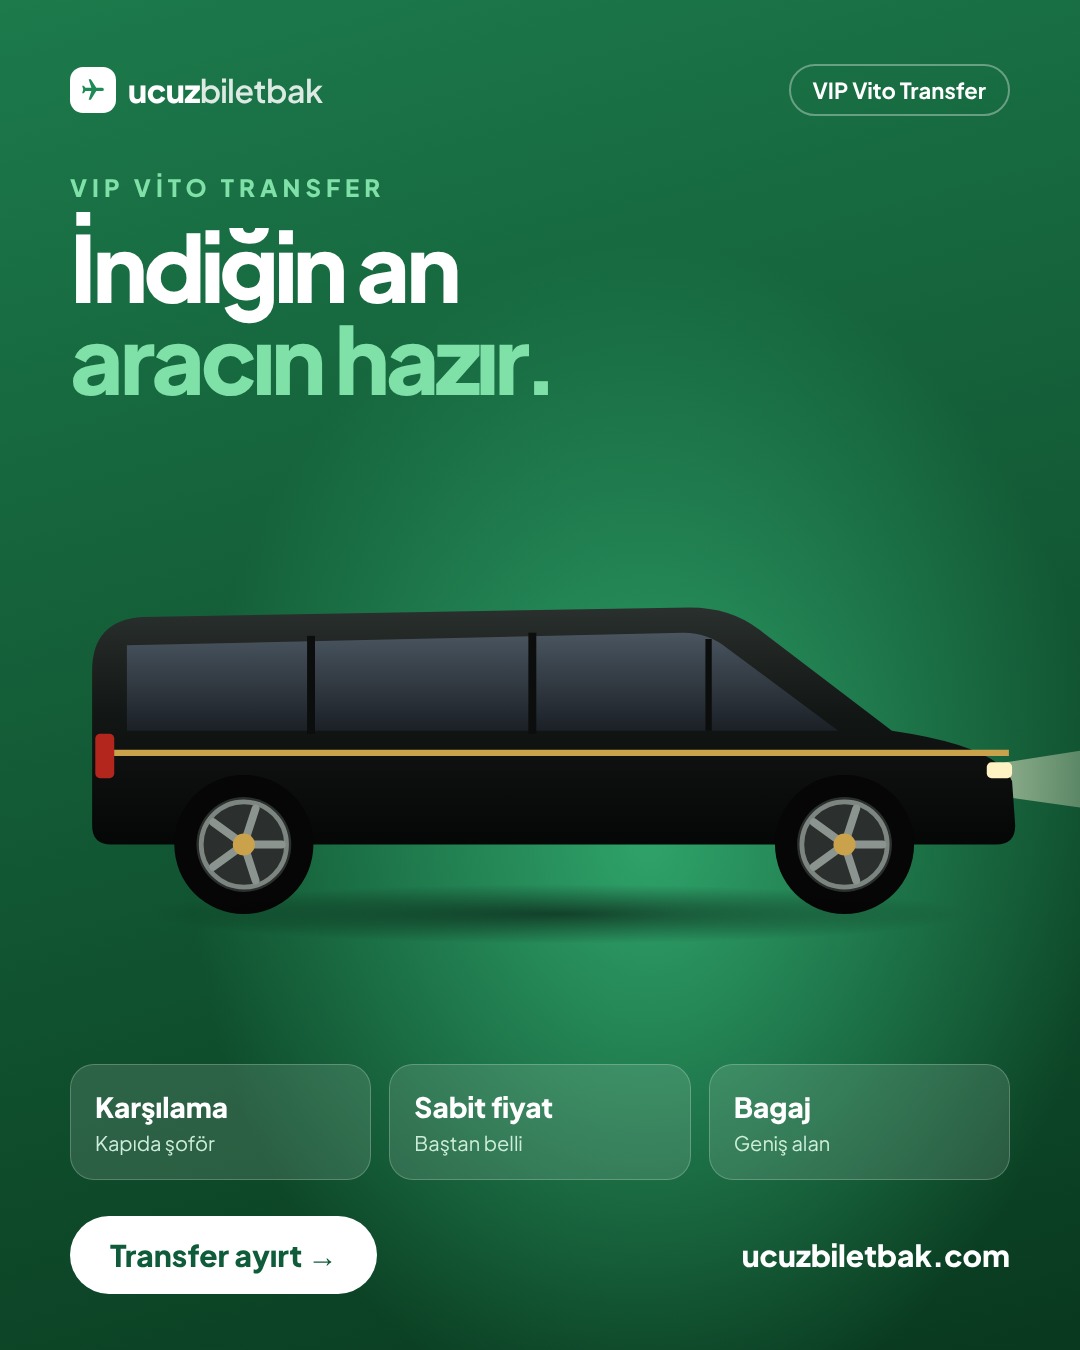 ucuzbiletbak
VIP Vito Transfer
VIP VİTO TRANSFER
İndiğin an
aracın hazır.
Karşılama
Kapıda şoför
Sabit fiyat
Baştan belli
Bagaj
Geniş alan
Transfer ayırt →
ucuzbiletbak.com